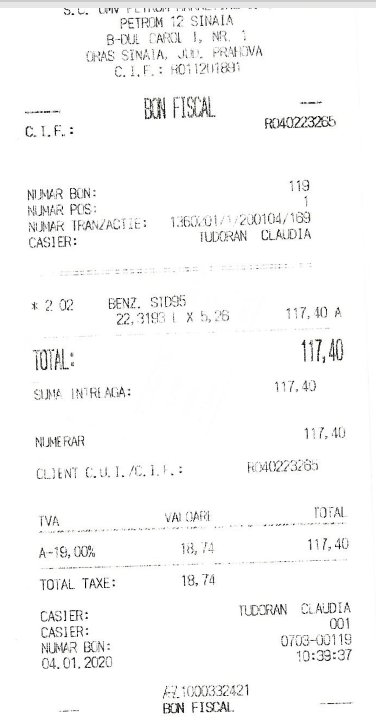 S.C. OMV PETROM MARKETING
PETROM 12 SINAIA
B-DUL CAROL I, NR. 1
ORAS SINAIA, JUD. PRAHOVA
C.I.F.: RO11201891
BON FISCAL
C.I.F.: RO40223265
NUMAR BON: 119
NUMAR POS: 1
NUMAR TRANZACTIE: 1360/01/1/200104/169
CASIER: TUDORAN CLAUDIA
* 2 02 BENZ. STD95
22,3193 L X 5,26 117,40 A
TOTAL: 117,40
SUMA INTREAGA: 117,40
NUMERAR 117,40
CLIENT C.U.I./C.I.F.: RO40223265
TVA VALOARE TOTAL
A-19,00% 18,74 117,40
TOTAL TAXE: 18,74
CASIER: TUDORAN CLAUDIA
CASIER: 001
NUMAR BON: 0703-00119
04.01.2020 10:39:37
1000332421
BON FISCAL